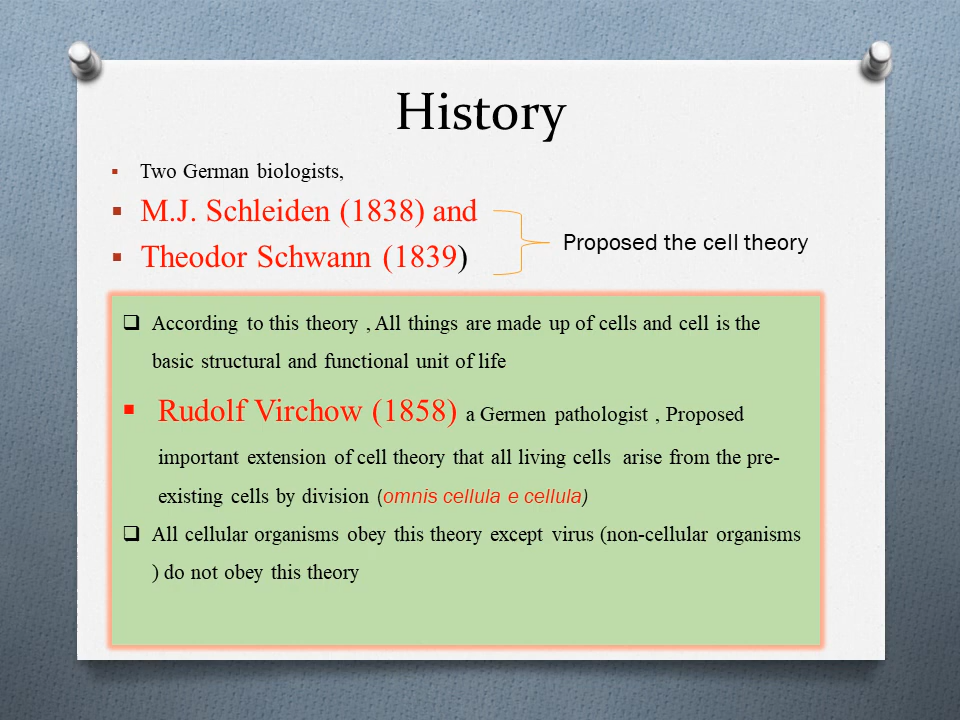 History
Two German biologists,
M.J. Schleiden (1838) and
Theodor Schwann (1839)
Proposed the cell theory
According to this theory , All things are made up of cells and cell is the
basic structural and functional unit of life
Rudolf Virchow (1858) a Germen pathologist , Proposed
important extension of cell theory that all living cells arise from the pre-
existing cells by division (omnis cellula e cellula)
All cellular organisms obey this theory except virus (non-cellular organisms
) do not obey this theory